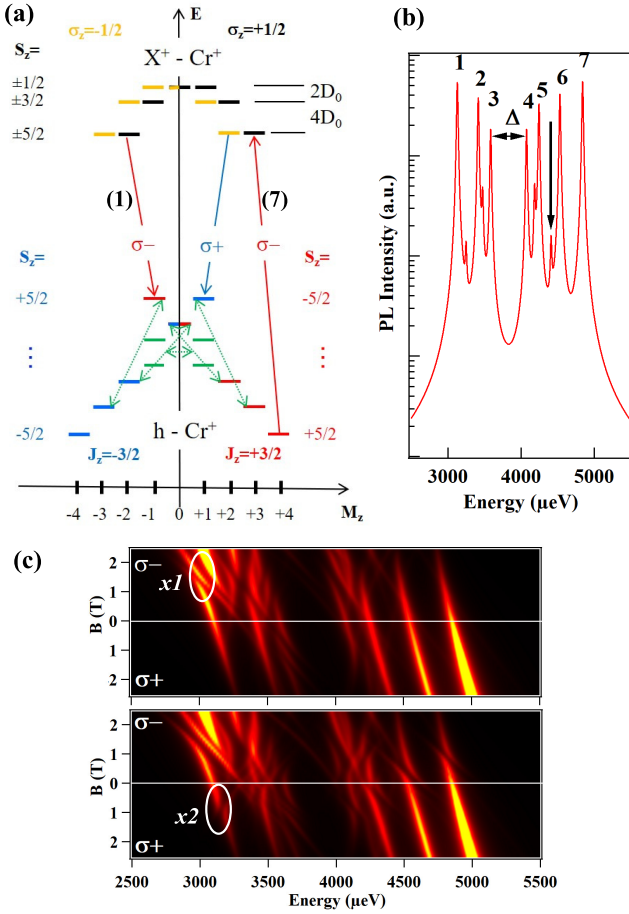 (a)
E
σz=-1/2
σz=+1/2
Sz=
X+ - Cr+
±1/2
±3/2
±5/2
2D0
4D0
(1)
(7)
σ−
σ+
σ−
Sz=
Sz=
+5/2
-5/2
-5/2
+5/2
h - Cr+
Jz=-3/2
Jz=+3/2
-4 -3 -2 -1 0 +1 +2 +3 +4
Mz
(b)
1 2 3 4 5 6 7
Δ
PL Intensity (a.u.)
3000 4000 5000
Energy (µeV)
(c)
σ−
x1
σ+
B (T)
2
1
0
1
2
σ−
x2
σ+
B (T)
2
1
0
1
2
2500 3000 3500 4000 4500 5000 5500
Energy (µeV)